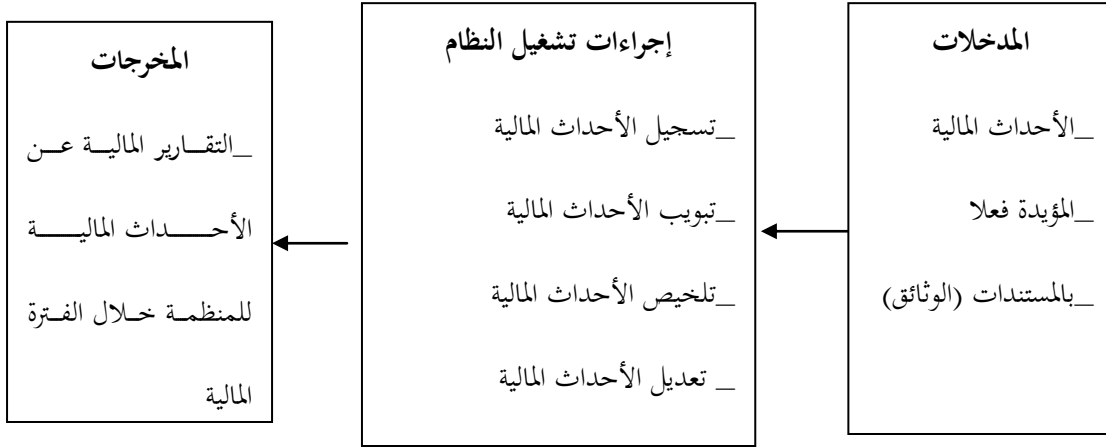 المدخلات
_الأحداث المالية
_المؤيدة فعلا
_بالمستندات (الوثائق)
إجراءات تشغيل النظام
_تسجيل الأحداث المالية
_تبويب الأحداث المالية
_تلخيص الأحداث المالية
_ تعديل الأحداث المالية
المخرجات
_التقارير المالية عن
الأحداث المالية
للمنظمة خلال الفترة
المالية